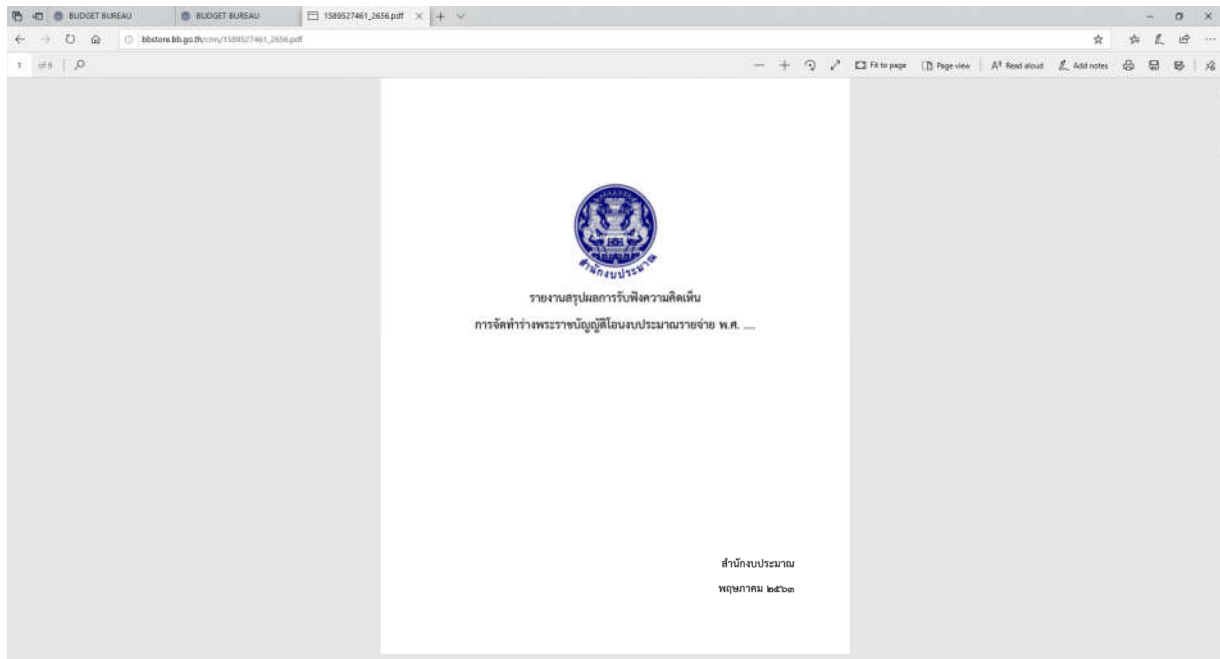 BUDGET BUREAU
BUDGET BUREAU
1589527461_2656.pdf
bbstore.bb.go.th/cms/1589527461_2656.pdf
1 of 9
Fit to page
Page view
Read aloud
Add notes
สำนักงบประมาณ
รายงานสรุปผลการรับฟังความคิดเห็น
การจัดทำร่างพระราชบัญญัติโอนงบประมาณรายจ่าย พ.ศ. ....
สำนักงบประมาณ
พฤษภาคม ๒๕๖๓